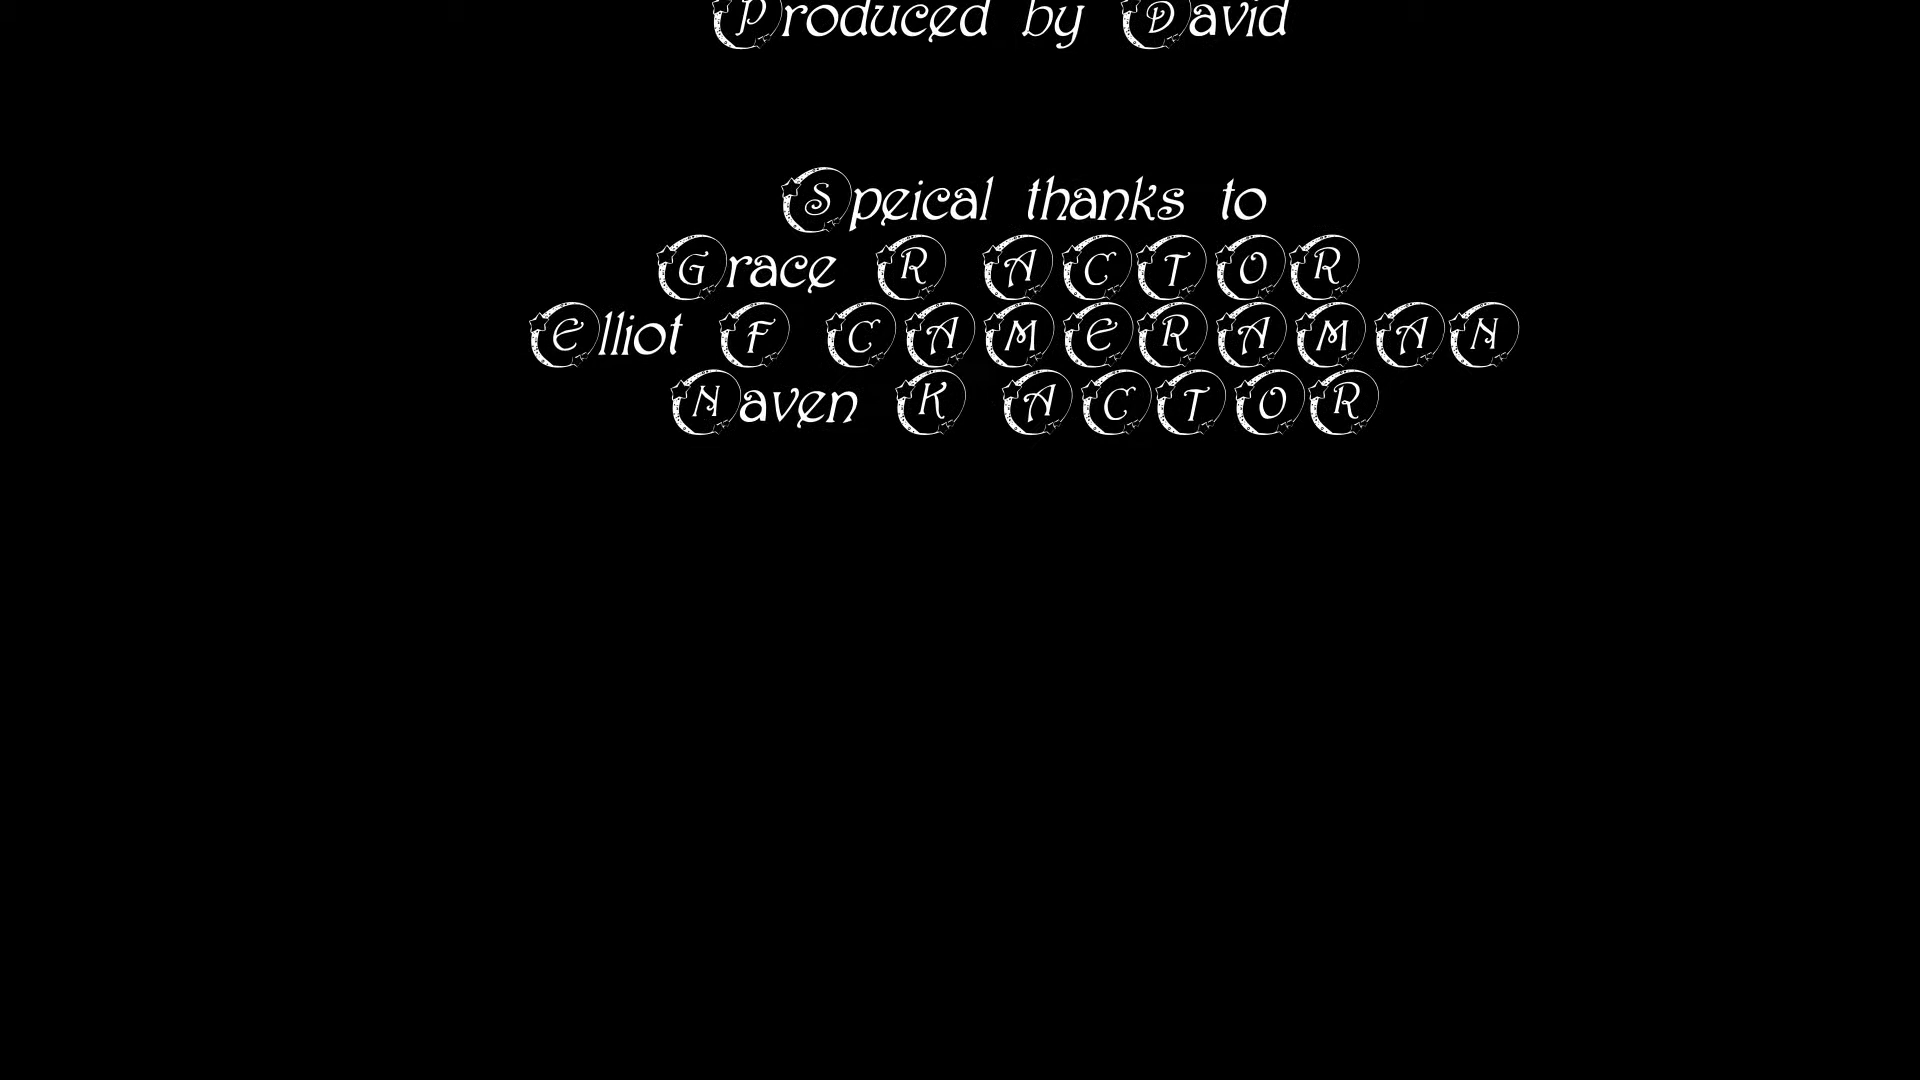 Produced by David
Speical thanks to
Grace R ACTOR
Elliot F CAMERAMAN
Naven K ACTOR